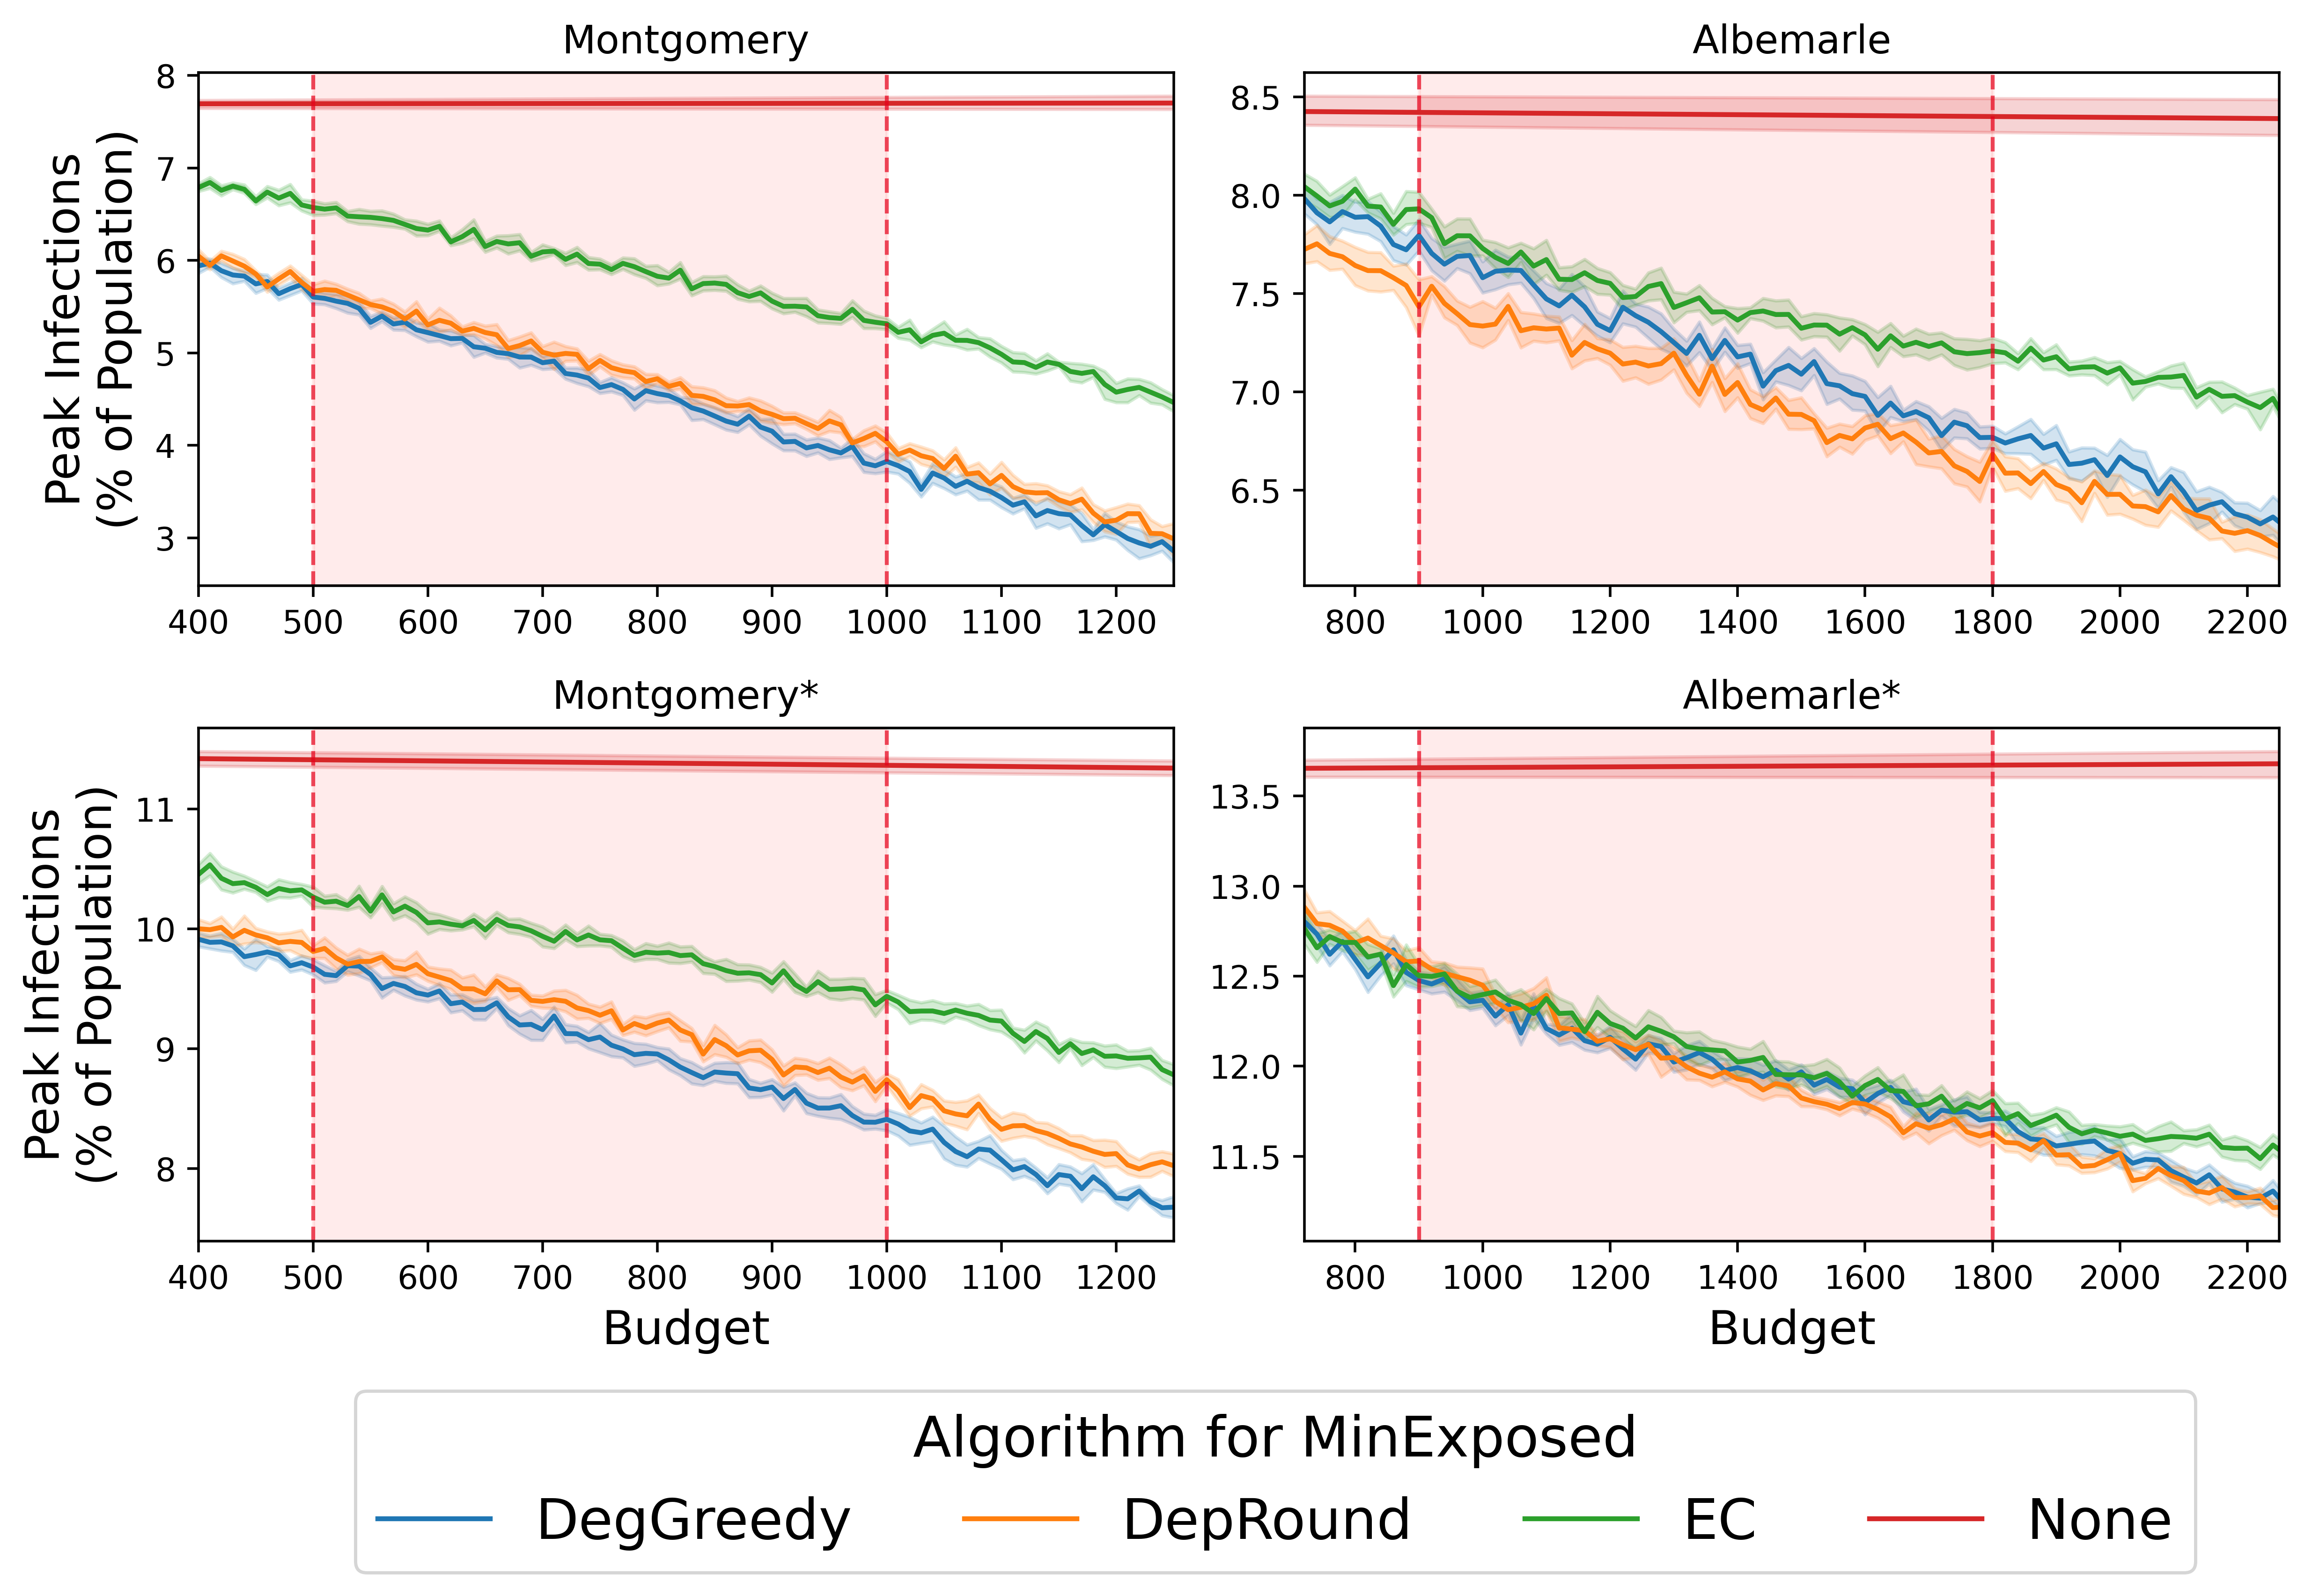 Montgomery
Peak Infections
(% of Population)
8
7
6
5
4
3
400 500 600 700 800 900 1000 1100 1200
Albemarle
8.5
8.0
7.5
7.0
6.5
800 1000 1200 1400 1600 1800 2000 2200
Montgomery*
Peak Infections
(% of Population)
11
10
9
8
400 500 600 700 800 900 1000 1100 1200
Budget
Albemarle*
13.5
13.0
12.5
12.0
11.5
800 1000 1200 1400 1600 1800 2000 2200
Budget
Algorithm for MinExposed
DegGreedy DepRound EC None